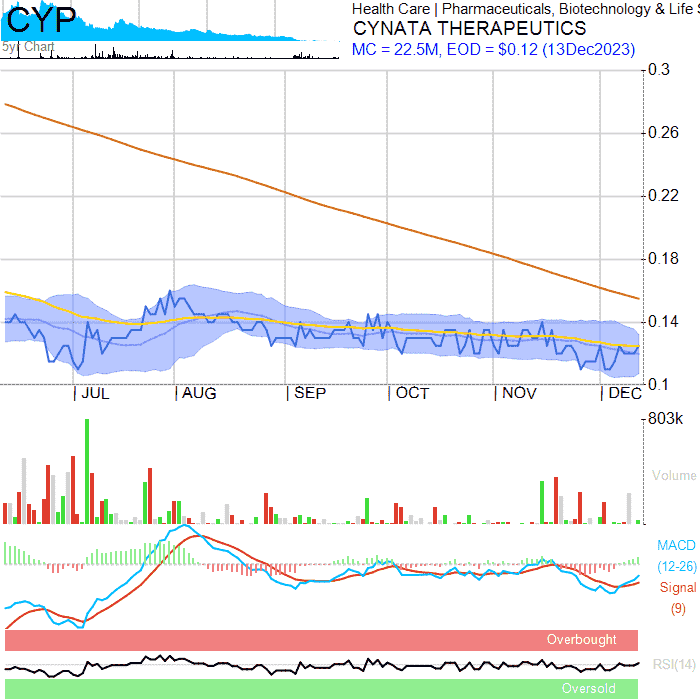 CYP
5yr Chart
Health Care | Pharmaceuticals, Biotechnology & Life S
CYNATA THERAPEUTICS
MC = 22.5M, EOD = $0.12 (13Dec2023)
0.3
0.26
0.22
0.18
0.14
0.1
JUL AUG SEP OCT NOV DEC
803k
Volume
MACD
(12-26)
Signal
(9)
Overbought
RSI(14)
Oversold